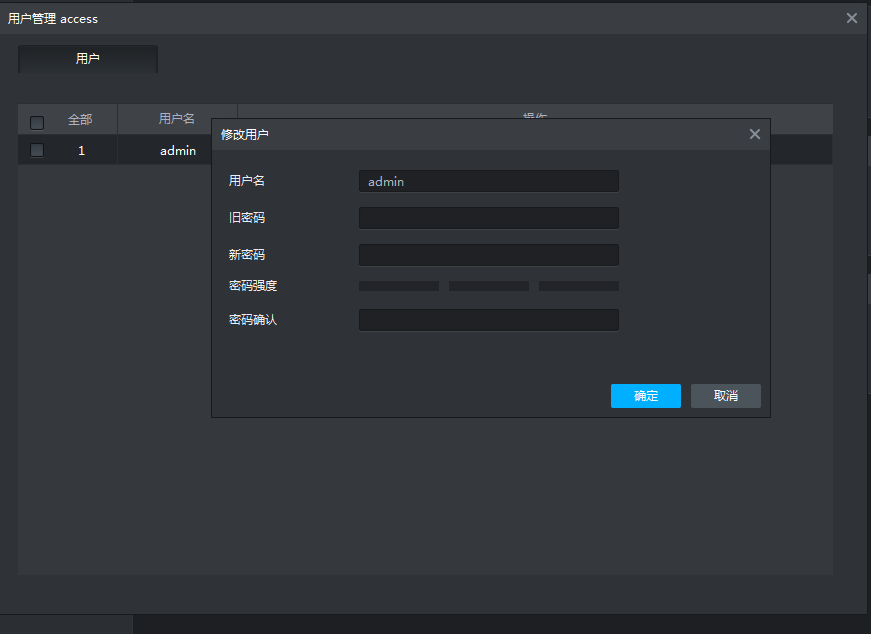 用户管理 access
用户
全部 用户名 操作
1 admin
修改用户
用户名 admin
旧密码
新密码
密码强度
密码确认
确定 取消